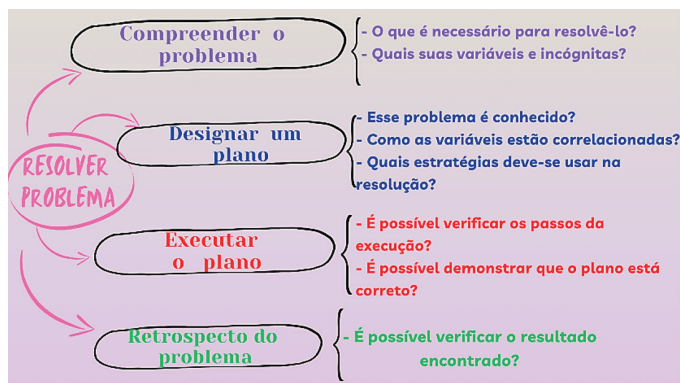 Compreender o
problema
- O que é necessário para resolvê-lo?
- Quais suas variáveis e incógnitas?
RESOLVER
PROBLEMA
Designar um
plano
- Esse problema é conhecido?
- Como as variáveis estão correlacionadas?
- Quais estratégias deve-se usar na
resolução?
Executar
o plano
- É possível verificar os passos da
execução?
- É possível demonstrar que o plano está
correto?
Retrospecto do
problema
- É possível verificar o resultado
encontrado?